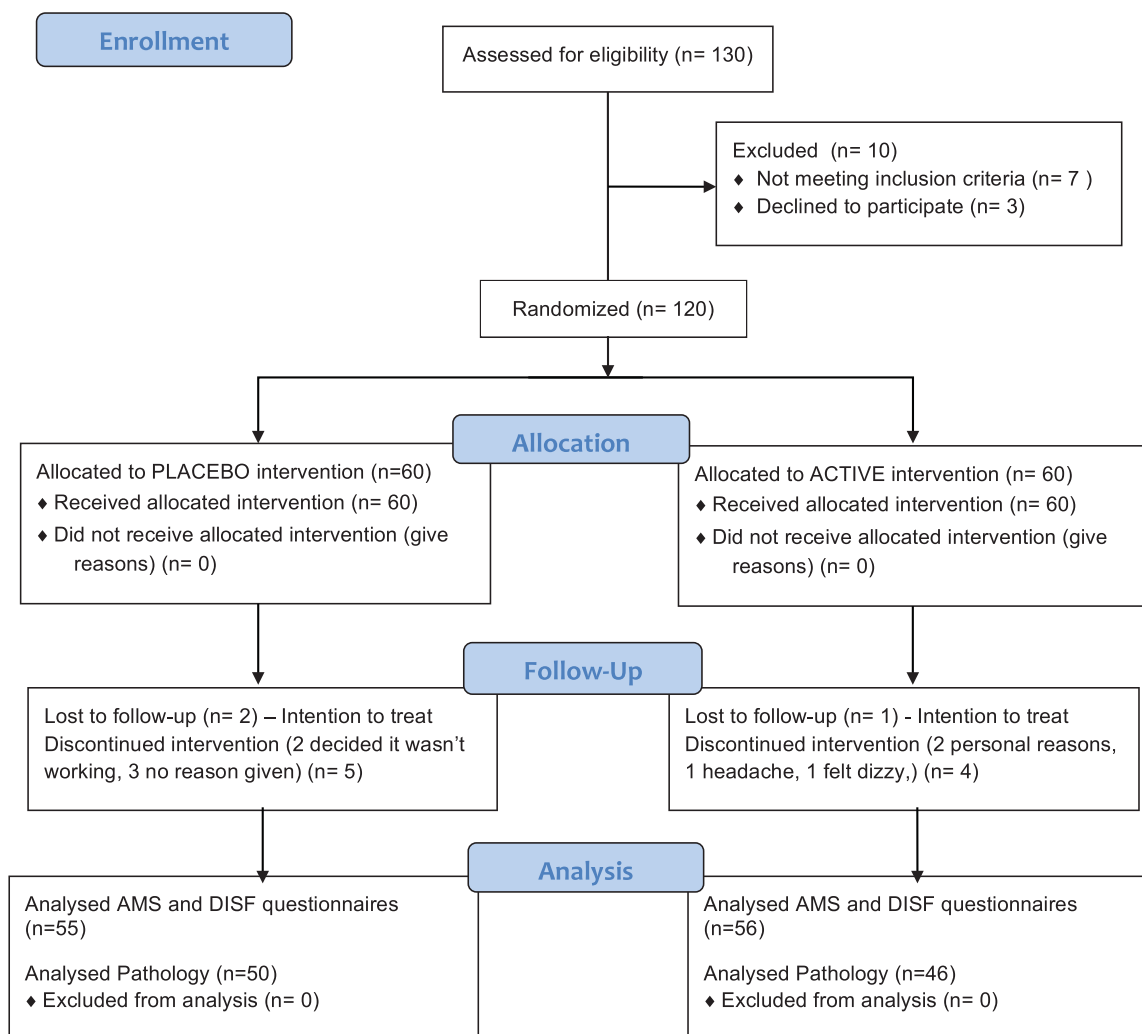 Enrollment
Assessed for eligibility (n= 130)
Excluded (n= 10)
♦ Not meeting inclusion criteria (n= 7 )
♦ Declined to participate (n= 3)
Randomized (n= 120)
Allocation
Allocated to PLACEBO intervention (n=60)
♦ Received allocated intervention (n= 60)
♦ Did not receive allocated intervention (give
reasons) (n= 0)
Allocated to ACTIVE intervention (n= 60)
♦ Received allocated intervention (n= 60)
♦ Did not receive allocated intervention (give
reasons) (n= 0)
Follow-Up
Lost to follow-up (n= 2) – Intention to treat
Discontinued intervention (2 decided it wasn't
working, 3 no reason given) (n= 5)
Lost to follow-up (n= 1) - Intention to treat
Discontinued intervention (2 personal reasons,
1 headache, 1 felt dizzy,) (n= 4)
Analysis
Analysed AMS and DISF questionnaires
(n=55)
Analysed Pathology (n=50)
♦ Excluded from analysis (n= 0)
Analysed AMS and DISF questionnaires
(n=56)
Analysed Pathology (n=46)
♦ Excluded from analysis (n= 0)